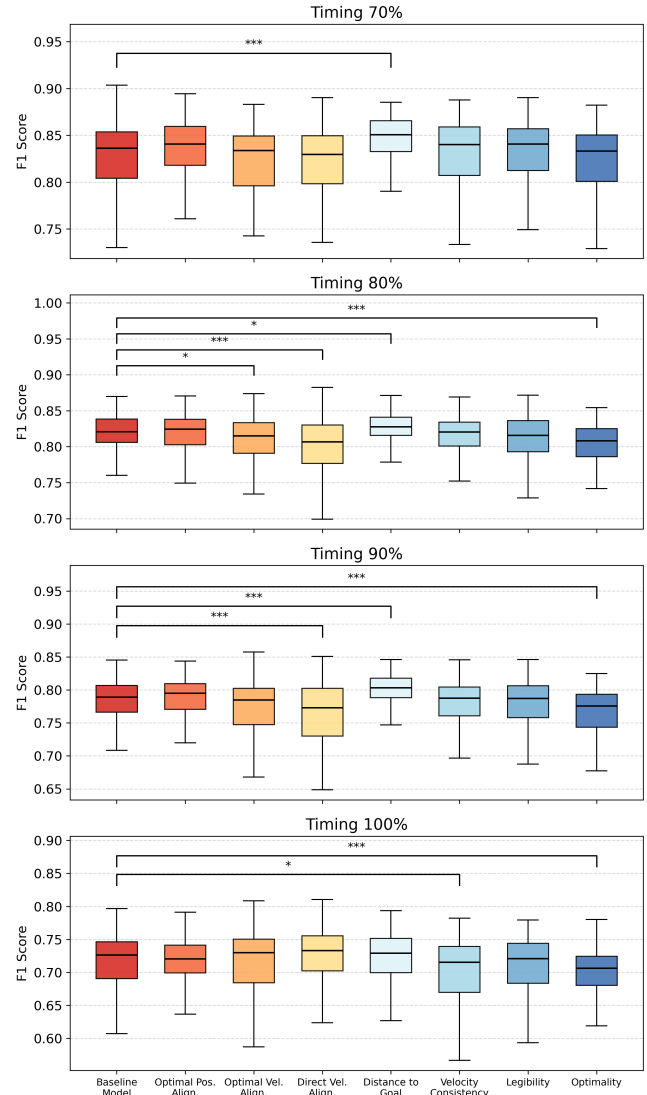 Timing 70%
***
0.95
0.90
0.85
0.80
0.75
F1 Score
Timing 80%
1.00
***
0.95
*
***
0.90
*
0.85
0.80
0.75
0.70
F1 Score
Timing 90%
0.95
***
***
0.90
***
0.85
0.80
0.75
0.70
0.65
F1 Score
Timing 100%
0.90
***
*
0.85
0.80
0.75
0.70
0.65
0.60
F1 Score
Baseline
Model
Optimal Pos.
Align.
Optimal Vel.
Align.
Direct Vel.
Align.
Distance to
Goal
Velocity
Consistency
Legibility
Optimality